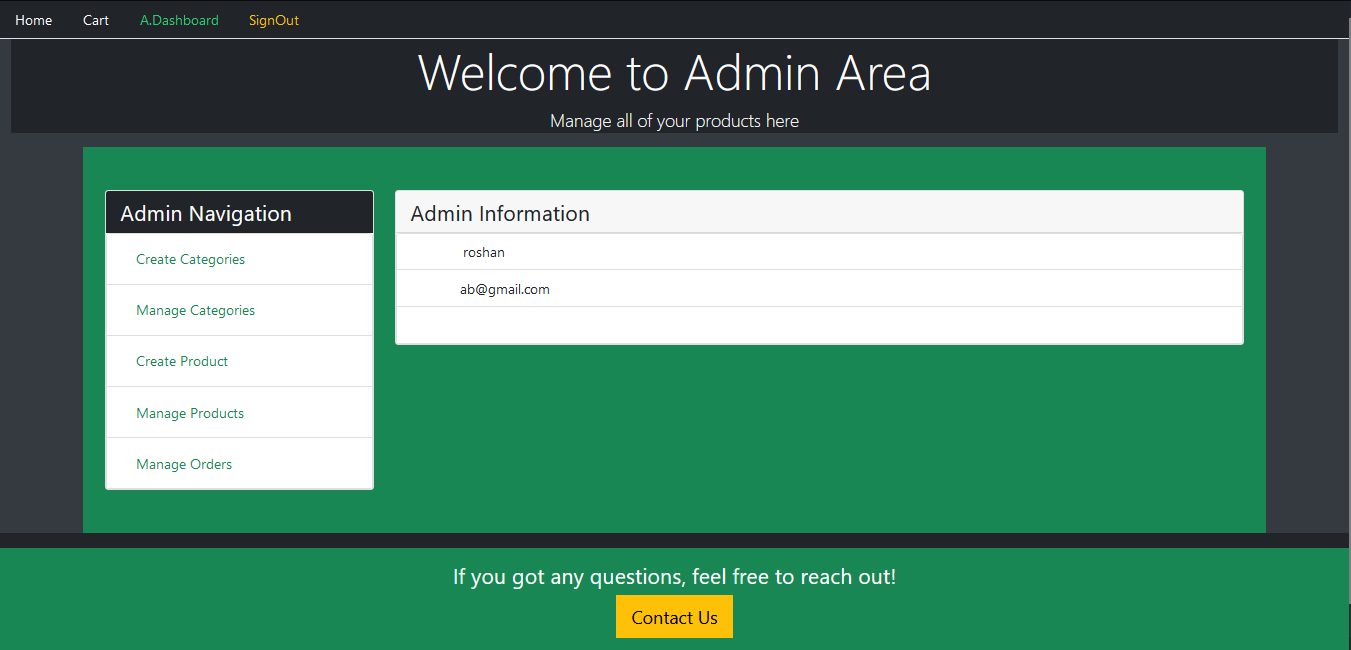 Home Cart A.Dashboard SignOut
Welcome to Admin Area
Manage all of your products here
Admin Navigation
Create Categories
Manage Categories
Create Product
Manage Products
Manage Orders
Admin Information
roshan
ab@gmail.com
If you got any questions, feel free to reach out!
Contact Us